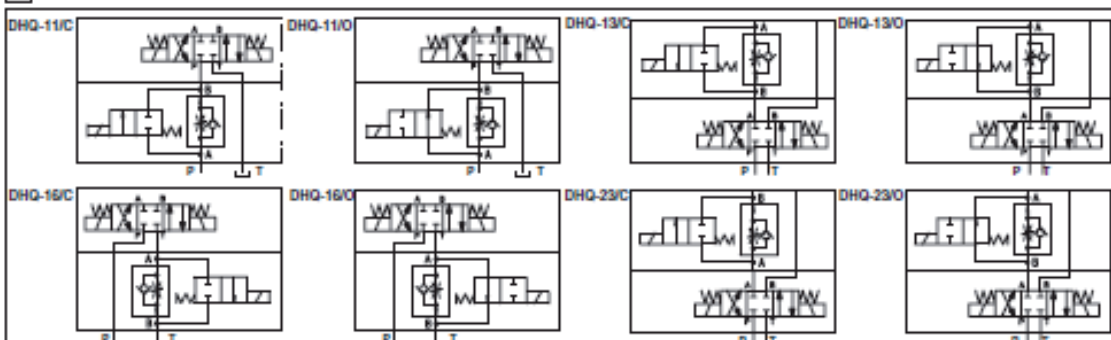 DHQ-11/C
A B
P T
B
A
P T
DHQ-11/O
A B
P T
B
A
P T
DHQ-13/C
A
B
A B
P T
DHQ-13/O
A
B
A B
P T
DHQ-16/C
A B
P T
A
B
P T
DHQ-16/O
A B
P T
A
B
P T
DHQ-23/C
B
A
A B
P T
DHQ-23/O
A
B
A B
P T